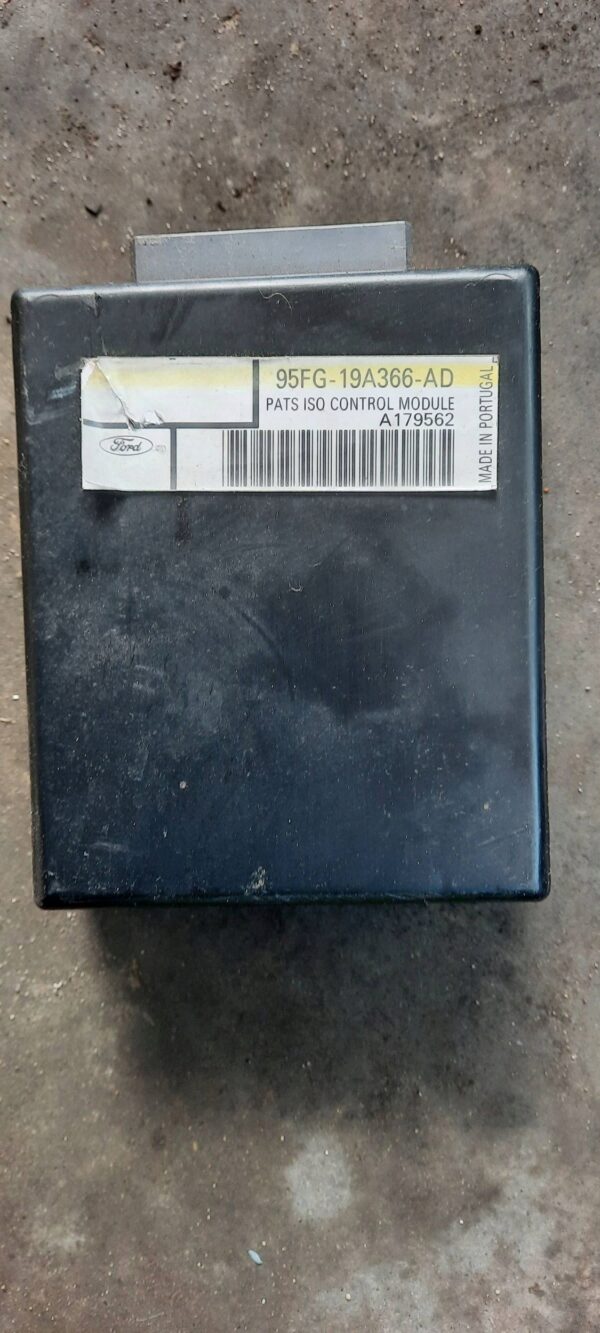 95FG-19A366-AD
PATS ISO CONTROL MODULE
A179562
Ford
MADE IN PORTUGAL